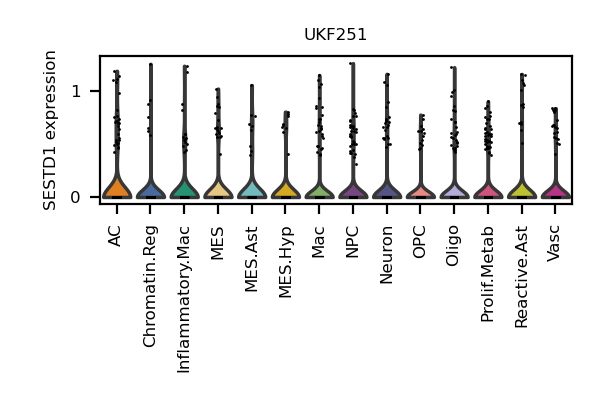 UKF251
SESTD1 expression
1
0
AC
Chromatin.Reg
Inflammatory.Mac
MES
MES.Ast
MES.Hyp
Mac
NPC
Neuron
OPC
Oligo
Prolif.Metab
Reactive.Ast
Vasc